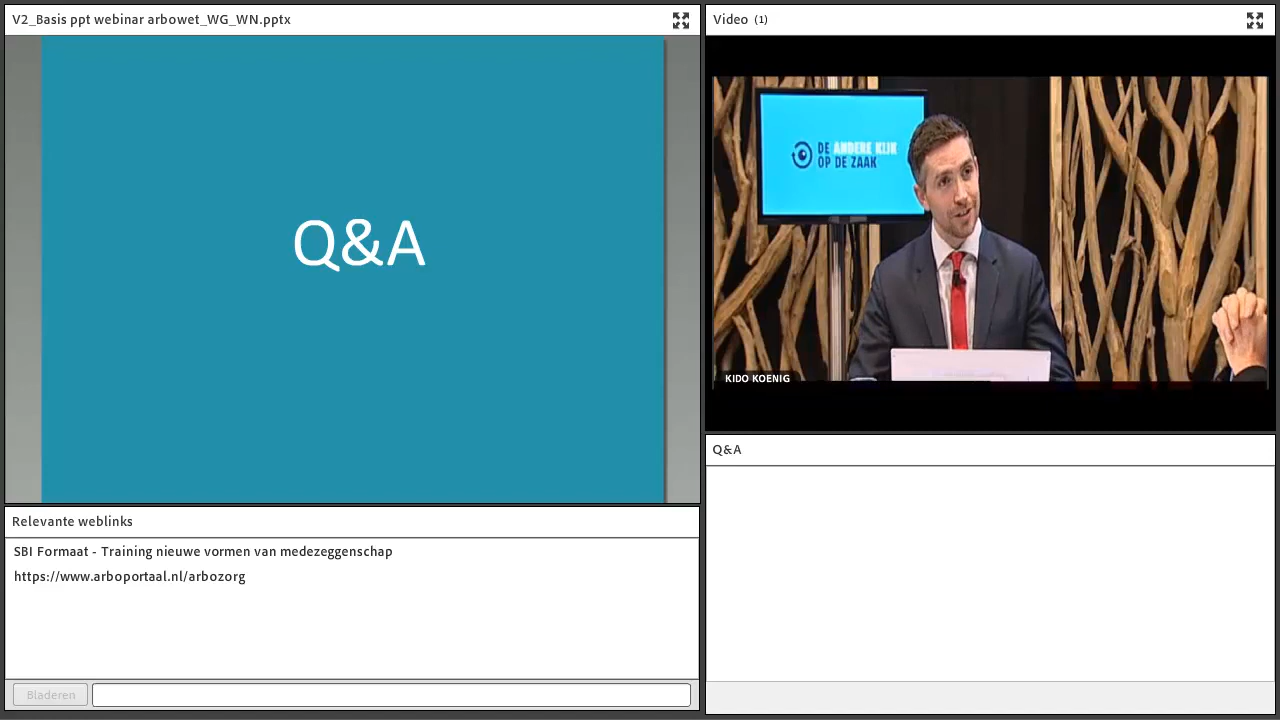 V2_Basis ppt webinar arbowet_WG_WN.pptx
Q&A
Relevante weblinks
SBI Formaat - Training nieuwe vormen van medezeggenschap
https://www.arboportaal.nl/arbozorg
Bladeren
Video (1)
DE ANDERE KIJK
OP DE ZAAK
KIDO KOENIG
Q&A